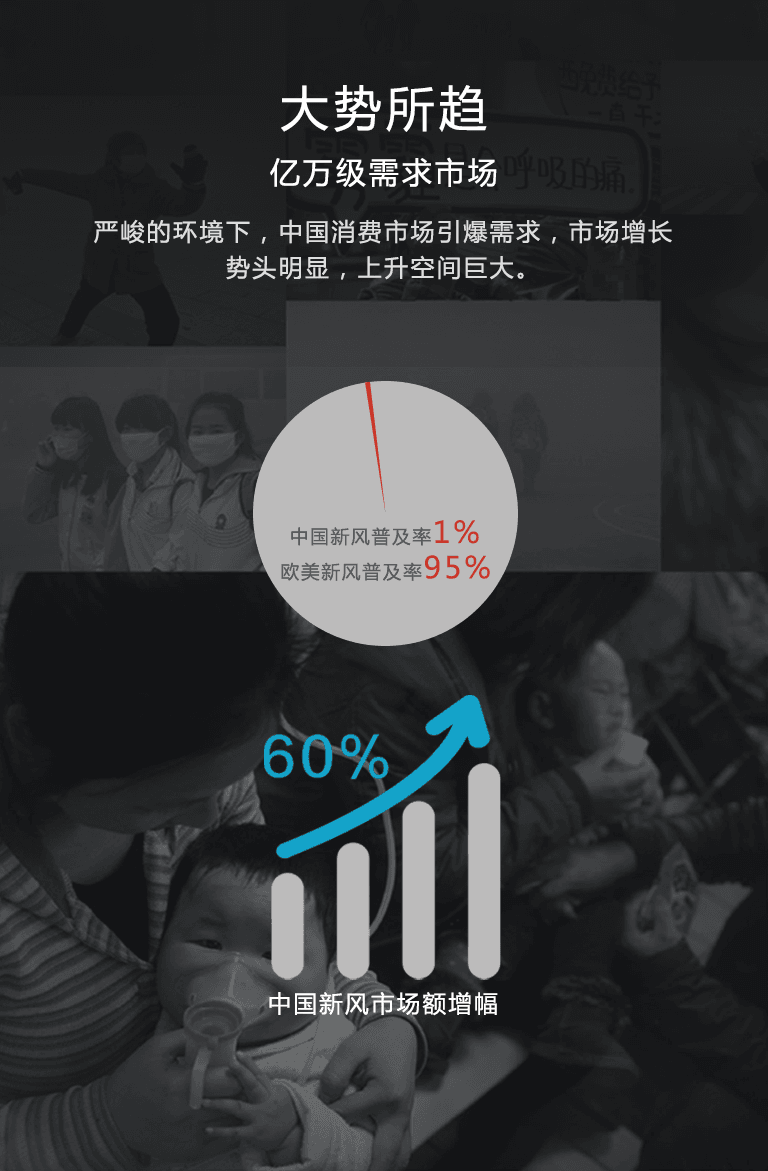 大势所趋
亿万级需求市场
严峻的环境下，中国消费市场引爆需求，市场增长
势头明显，上升空间巨大。
中国新风普及率1%
欧美新风普及率95%
60%
中国新风市场额增幅